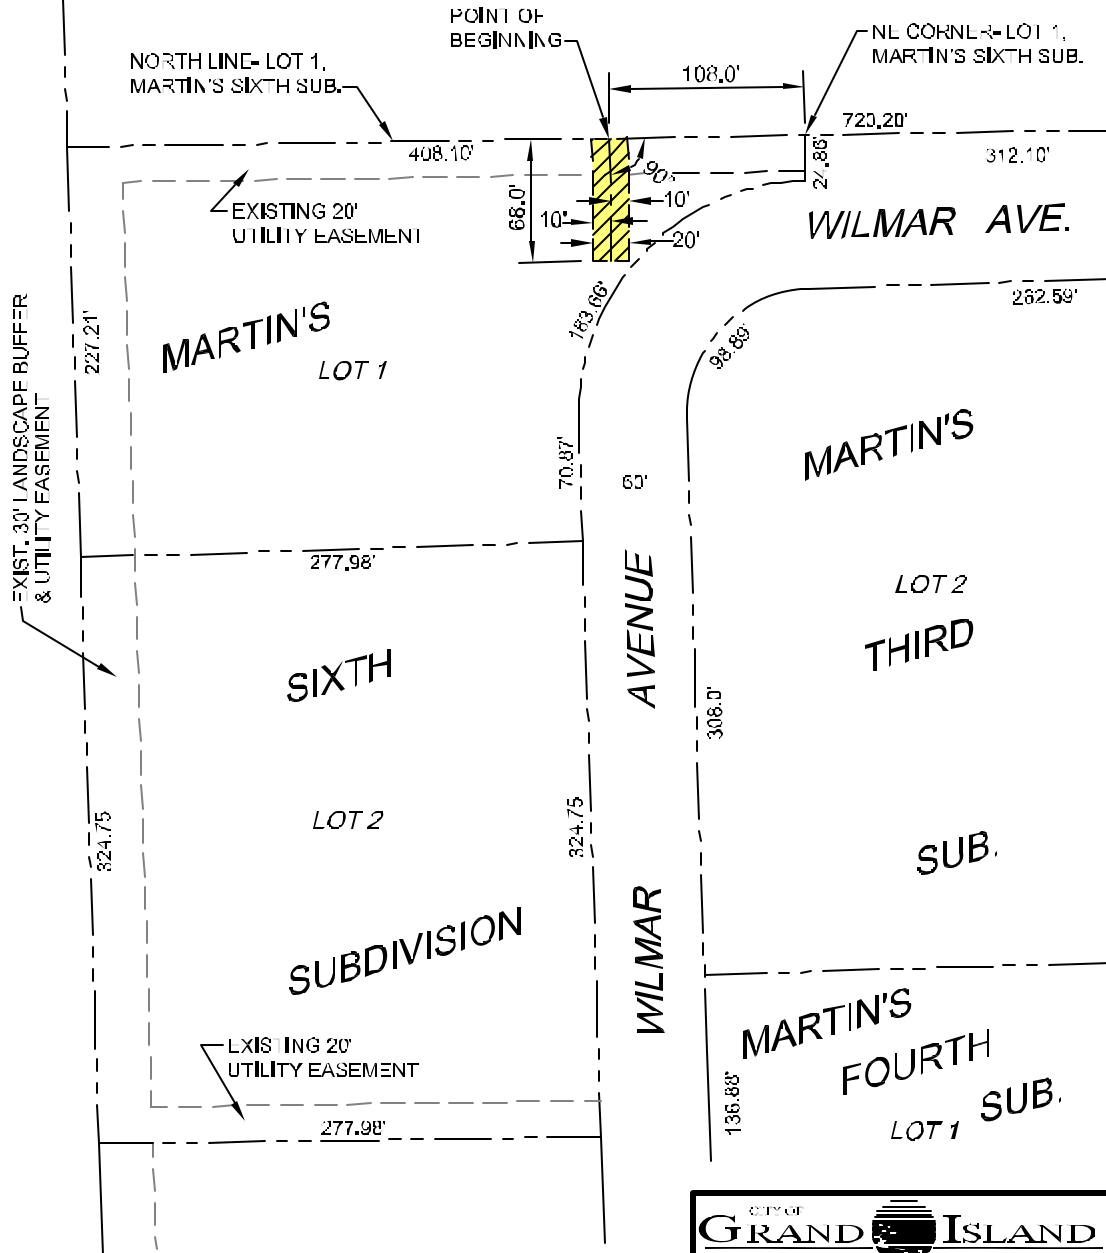 POINT OF
BEGINNING
NE CORNER- LOT 1,
MARTIN'S SIXTH SUB.
NORTH LINE- LOT 1,
MARTIN'S SIXTH SUB.
108.0'
720.20'
408.10'
312.10'
24.86'
90°
68.0'
10'
10'
20'
EXISTING 20'
UTILITY EASEMENT
WILMAR AVE.
262.59'
183.66'
98.89'
227.21'
MARTIN'S
LOT 1
EXIST. 30' LANDSCAPE BUFFER
& UTILITY EASEMENT
MARTIN'S
70.87'
60'
277.98'
LOT 2
THIRD
SIXTH
AVENUE
308.0'
LOT 2
324.75
324.75
SUB.
SUBDIVISION
WILMAR
MARTIN'S
FOURTH
SUB.
EXISTING 20'
UTILITY EASEMENT
136.88'
277.98'
LOT 1
CITY OF
GRAND ISLAND